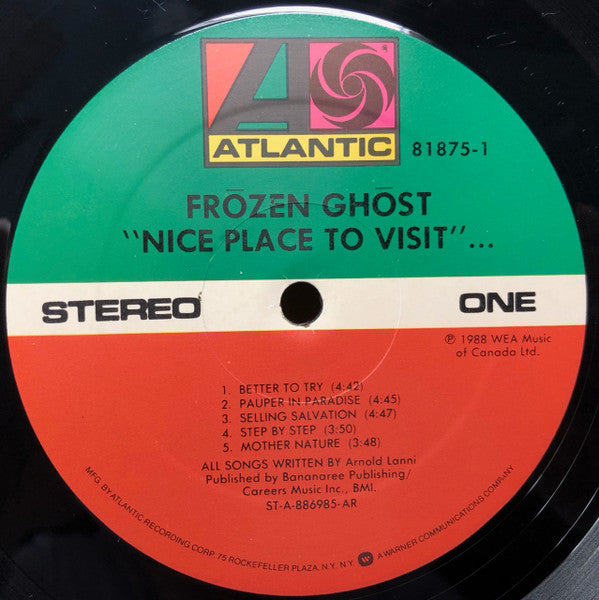 A
ATLANTIC
81875-1
FRŌZEN GHŌST
"NICE PLACE TO VISIT"...
STEREO
ONE
℗ 1988 WEA Music
of Canada Ltd.
1. BETTER TO TRY (4:42)
2. PAUPER IN PARADISE (4:45)
3. SELLING SALVATION (4:47)
4. STEP BY STEP (3:50)
5. MOTHER NATURE (3:48)
ALL SONGS WRITTEN BY Arnold Lanni
Published by Bananaree Publishing/
Careers Music Inc., BMI.
ST-A-886985-AR
MFG. BY ATLANTIC RECORDING CORP. 75 ROCKEFELLER PLAZA, N.Y. N.Y. A WARNER COMMUNICATIONS COMPANY